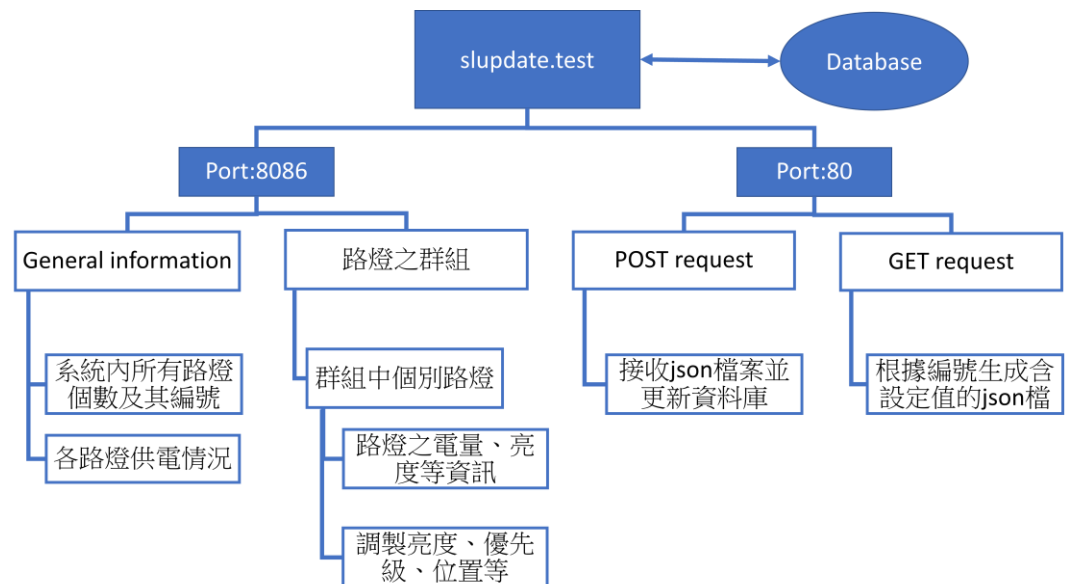 slupdate.test
Database
Port:8086
Port:80
General information
路燈之群組
POST request
GET request
系統內所有路燈
個數及其編號
各路燈供電情況
群組中個別路燈
路燈之電量、亮
度等資訊
調製亮度、優先
級、位置等
接收json檔案並
更新資料庫
根據編號生成含
設定值的json檔